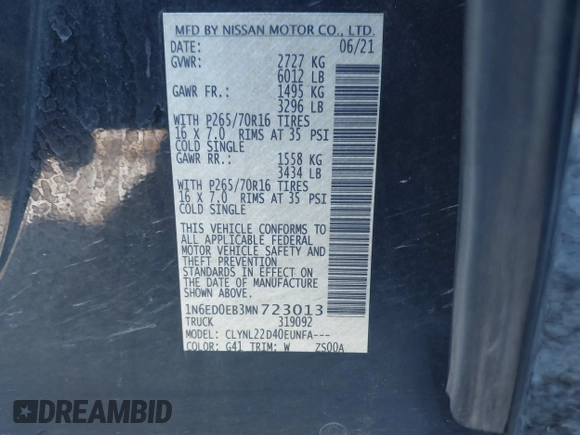 MFD BY NISSAN MOTOR CO., LTD.
DATE: 06/21
GVWR: 2727 KG
6012 LB
GAWR FR.: 1495 KG
3296 LB
WITH P265/70R16 TIRES
16 X 7.0 RIMS AT 35 PSI
COLD SINGLE
GAWR RR.: 1558 KG
3434 LB
WITH P265/70R16 TIRES
16 X 7.0 RIMS AT 35 PSI
COLD SINGLE
THIS VEHICLE CONFORMS TO
ALL APPLICABLE FEDERAL
MOTOR VEHICLE SAFETY AND
THEFT PREVENTION
STANDARDS IN EFFECT ON
THE DATE OF MANUFACTURE
SHOWN ABOVE.
1N6ED0EB3MN723013
TRUCK 319092
MODEL: CLYNL22D40EUNFA---
COLOR: G41 TRIM: W ZS00A
DREAMBID